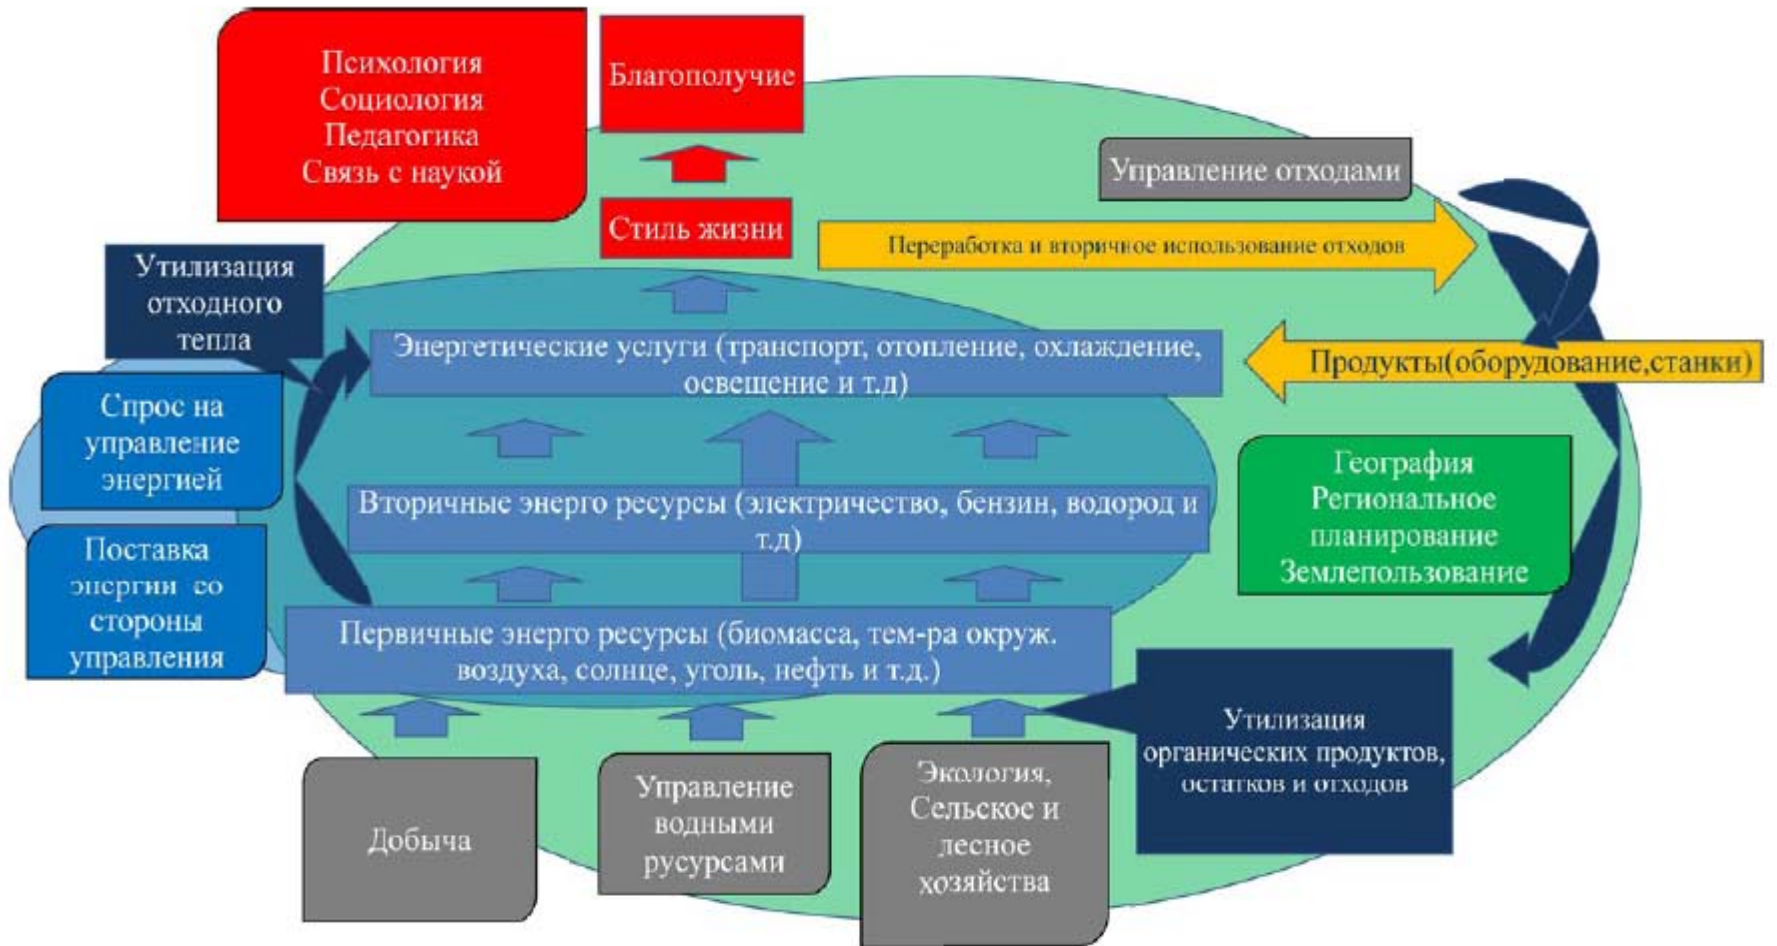 Психология
Социология
Педагогика
Связь с наукой
Благополучие
Управление отходами
Стиль жизни
Переработка и вторичное использование отходов
Утилизация
отходного
тепла
Энергетические услуги (транспорт, отопление, охлаждение,
освещение и т.д)
Продукты(оборудование,станки)
Спрос на
управление
энергией
География
Региональное
планирование
Землепользование
Вторичные энерго ресурсы (электричество, бензин, водород и
т.д)
Поставка
энергии со
стороны
управления
Первичные энерго ресурсы (биомасса, тем-ра окруж.
воздуха, солнце, уголь, нефть и т.д.)
Утилизация
органических продуктов,
остатков и отходов
Добыча
Управление
водными
русурсами
Экология,
Сельское и
лесное
хозяйства